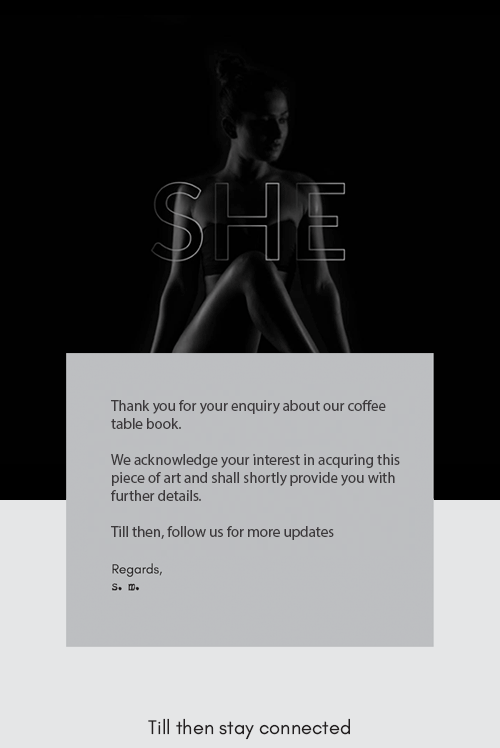 SHE
Thank you for your enquiry about our coffee
table book.
We acknowledge your interest in acquring this
piece of art and shall shortly provide you with
further details.
Till then, follow us for more updates
Regards,
s. m.
Till then stay connected